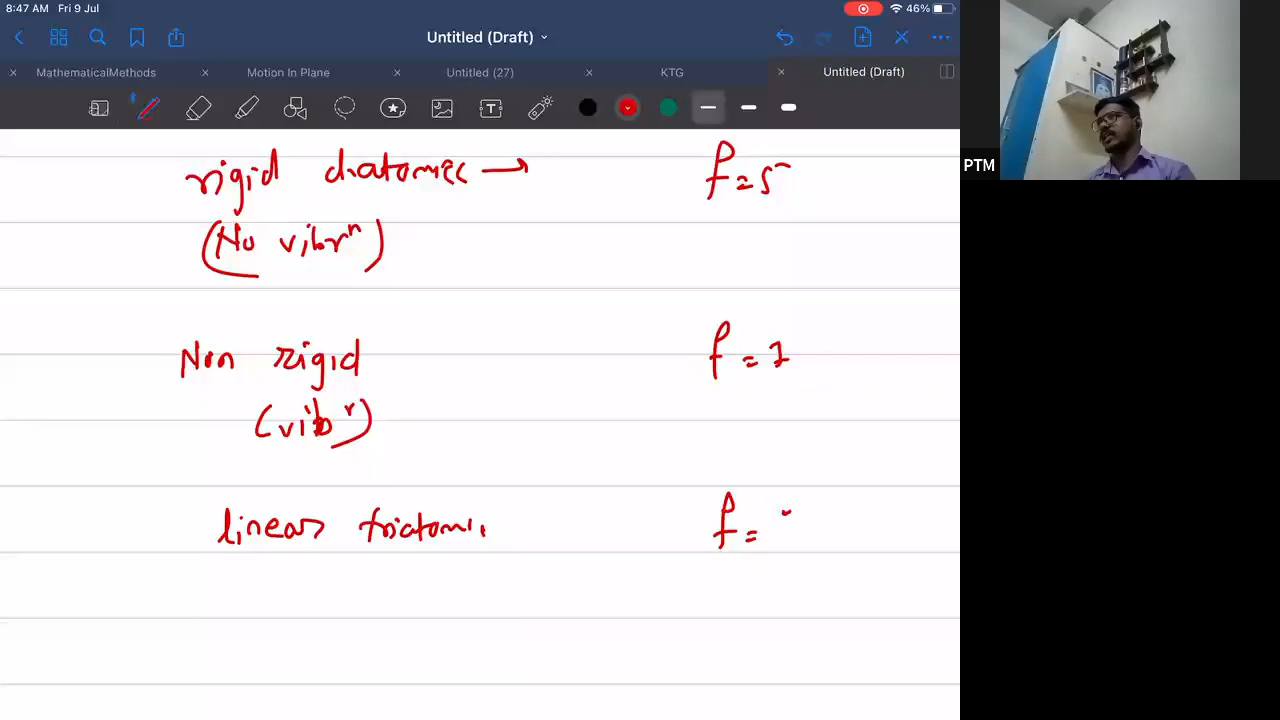 8:47 AM Fri 9 Jul 46%
Untitled (Draft)
MathematicalMethods Motion In Plane Untitled (27) KTG Untitled (Draft)
PTM
rigid diatomic → f = 5
(No vibrⁿ)
Non rigid f = 7
(vibʳ)
linear triatomi f =